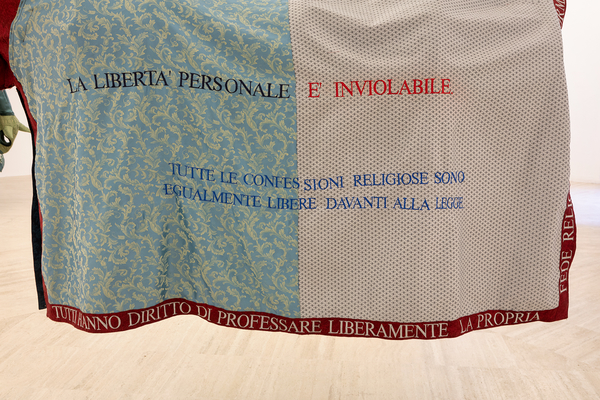 LA LIBERTA' PERSONALE E' INVIOLABILE.
TUTTE LE CONFESSIONI RELIGIOSE SONO
EGUALMENTE LIBERE DAVANTI ALLA LEGGE
TUTTI HANNO DIRITTO DI PROFESSARE LIBERAMENTE LA PROPRIA
FEDE RELI